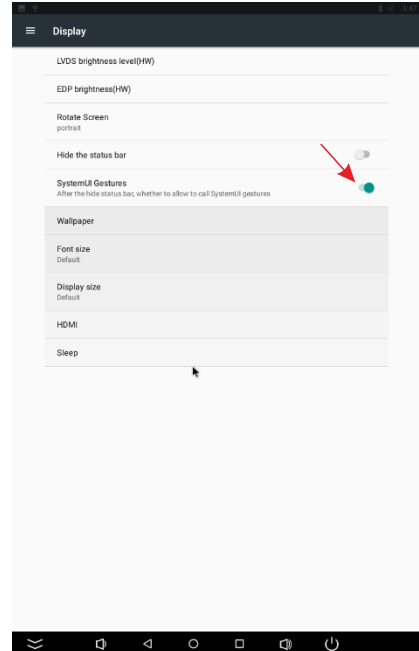 1:47
Display
LVDS brightness level(HW)
EDP brightness(HW)
Rotate Screen
portrait
Hide the status bar
SystemUI Gestures
After the hide status bar, whether to allow to call SystemUI gestures
Wallpaper
Font size
Default
Display size
Default
HDMI
Sleep